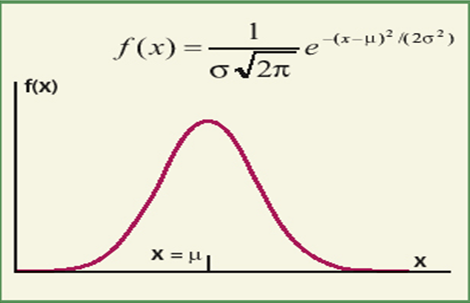 f(x) = 1/(σ√2π) e^−(x−μ)²/(2σ²)
f(x)
x = μ
x